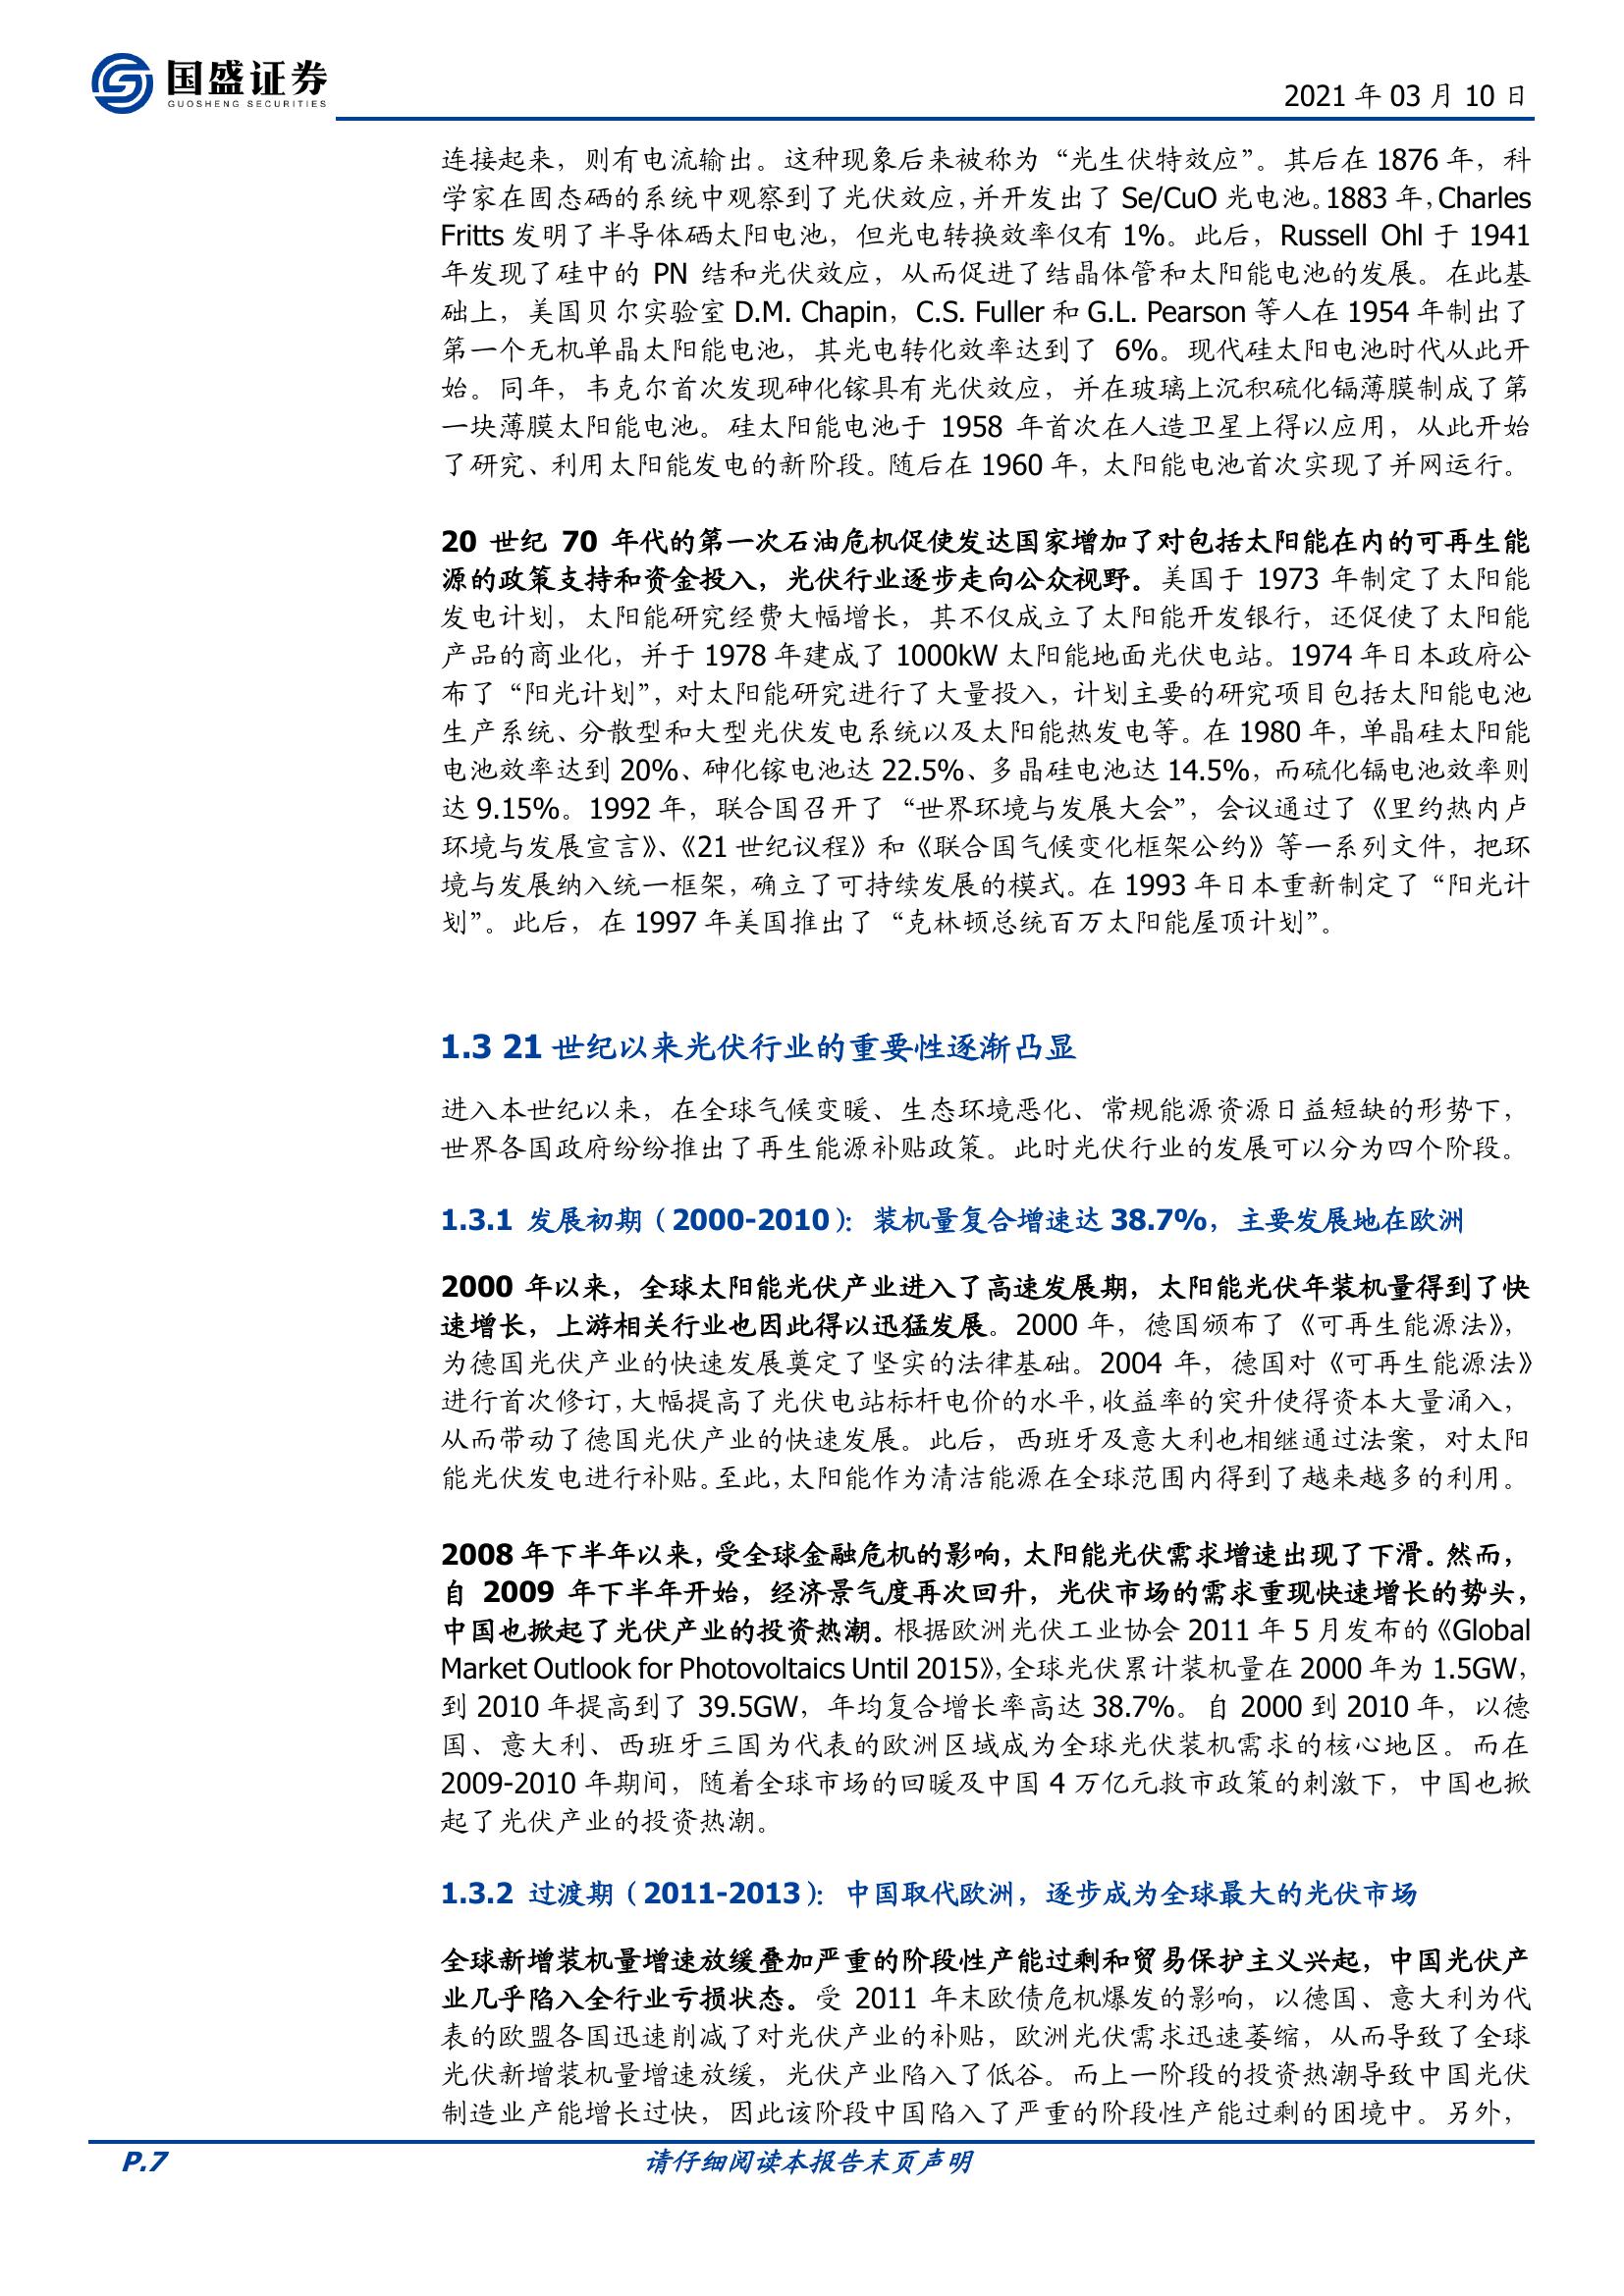 国盛证券
GUOSHENG SECURITIES
2021 年 03 月 10 日
连接起来，则有电流输出。这种现象后来被称为“光生伏特效应”。其后在 1876 年，科
学家在固态硒的系统中观察到了光伏效应，并开发出了 Se/CuO 光电池。1883 年，Charles
Fritts 发明了半导体硒太阳电池，但光电转换效率仅有 1%。此后，Russell Ohl 于 1941
年发现了硅中的 PN 结和光伏效应，从而促进了结晶体管和太阳能电池的发展。在此基
础上，美国贝尔实验室 D.M. Chapin，C.S. Fuller 和 G.L. Pearson 等人在 1954 年制出了
第一个无机单晶太阳能电池，其光电转化效率达到了 6%。现代硅太阳电池时代从此开
始。同年，韦克尔首次发现砷化镓具有光伏效应，并在玻璃上沉积硫化镉薄膜制成了第
一块薄膜太阳能电池。硅太阳能电池于 1958 年首次在人造卫星上得以应用，从此开始
了研究、利用太阳能发电的新阶段。随后在 1960 年，太阳能电池首次实现了并网运行。
20 世纪 70 年代的第一次石油危机促使发达国家增加了对包括太阳能在内的可再生能
源的政策支持和资金投入，光伏行业逐步走向公众视野。美国于 1973 年制定了太阳能
发电计划，太阳能研究经费大幅增长，其不仅成立了太阳能开发银行，还促使了太阳能
产品的商业化，并于 1978 年建成了 1000kW 太阳能地面光伏电站。1974 年日本政府公
布了“阳光计划”，对太阳能研究进行了大量投入，计划主要的研究项目包括太阳能电池
生产系统、分散型和大型光伏发电系统以及太阳能热发电等。在 1980 年，单晶硅太阳能
电池效率达到 20%、砷化镓电池达 22.5%、多晶硅电池达 14.5%，而硫化镉电池效率则
达 9.15%。1992 年，联合国召开了“世界环境与发展大会”，会议通过了《里约热内卢
环境与发展宣言》、《21 世纪议程》和《联合国气候变化框架公约》等一系列文件，把环
境与发展纳入统一框架，确立了可持续发展的模式。在 1993 年日本重新制定了“阳光计
划”。此后，在 1997 年美国推出了“克林顿总统百万太阳能屋顶计划”。
1.3 21 世纪以来光伏行业的重要性逐渐凸显
进入本世纪以来，在全球气候变暖、生态环境恶化、常规能源资源日益短缺的形势下，
世界各国政府纷纷推出了再生能源补贴政策。此时光伏行业的发展可以分为四个阶段。
1.3.1 发展初期（2000-2010）：装机量复合增速达 38.7%，主要发展地在欧洲
2000 年以来，全球太阳能光伏产业进入了高速发展期，太阳能光伏年装机量得到了快
速增长，上游相关行业也因此得以迅猛发展。2000 年，德国颁布了《可再生能源法》，
为德国光伏产业的快速发展奠定了坚实的法律基础。2004 年，德国对《可再生能源法》
进行首次修订，大幅提高了光伏电站标杆电价的水平，收益率的突升使得资本大量涌入，
从而带动了德国光伏产业的快速发展。此后，西班牙及意大利也相继通过法案，对太阳
能光伏发电进行补贴。至此，太阳能作为清洁能源在全球范围内得到了越来越多的利用。
2008 年下半年以来，受全球金融危机的影响，太阳能光伏需求增速出现了下滑。然而，
自 2009 年下半年开始，经济景气度再次回升，光伏市场的需求重现快速增长的势头，
中国也掀起了光伏产业的投资热潮。根据欧洲光伏工业协会 2011 年 5 月发布的《Global
Market Outlook for Photovoltaics Until 2015》，全球光伏累计装机量在 2000 年为 1.5GW，
到 2010 年提高到了 39.5GW，年均复合增长率高达 38.7%。自 2000 到 2010 年，以德
国、意大利、西班牙三国为代表的欧洲区域成为全球光伏装机需求的核心地区。而在
2009-2010 年期间，随着全球市场的回暖及中国 4 万亿元救市政策的刺激下，中国也掀
起了光伏产业的投资热潮。
1.3.2 过渡期（2011-2013）：中国取代欧洲，逐步成为全球最大的光伏市场
全球新增装机量增速放缓叠加严重的阶段性产能过剩和贸易保护主义兴起，中国光伏产
业几乎陷入全行业亏损状态。受 2011 年末欧债危机爆发的影响，以德国、意大利为代
表的欧盟各国迅速削减了对光伏产业的补贴，欧洲光伏需求迅速萎缩，从而导致了全球
光伏新增装机量增速放缓，光伏产业陷入了低谷。而上一阶段的投资热潮导致中国光伏
制造业产能增长过快，因此该阶段中国陷入了严重的阶段性产能过剩的困境中。另外，
P.7
请仔细阅读本报告末页声明